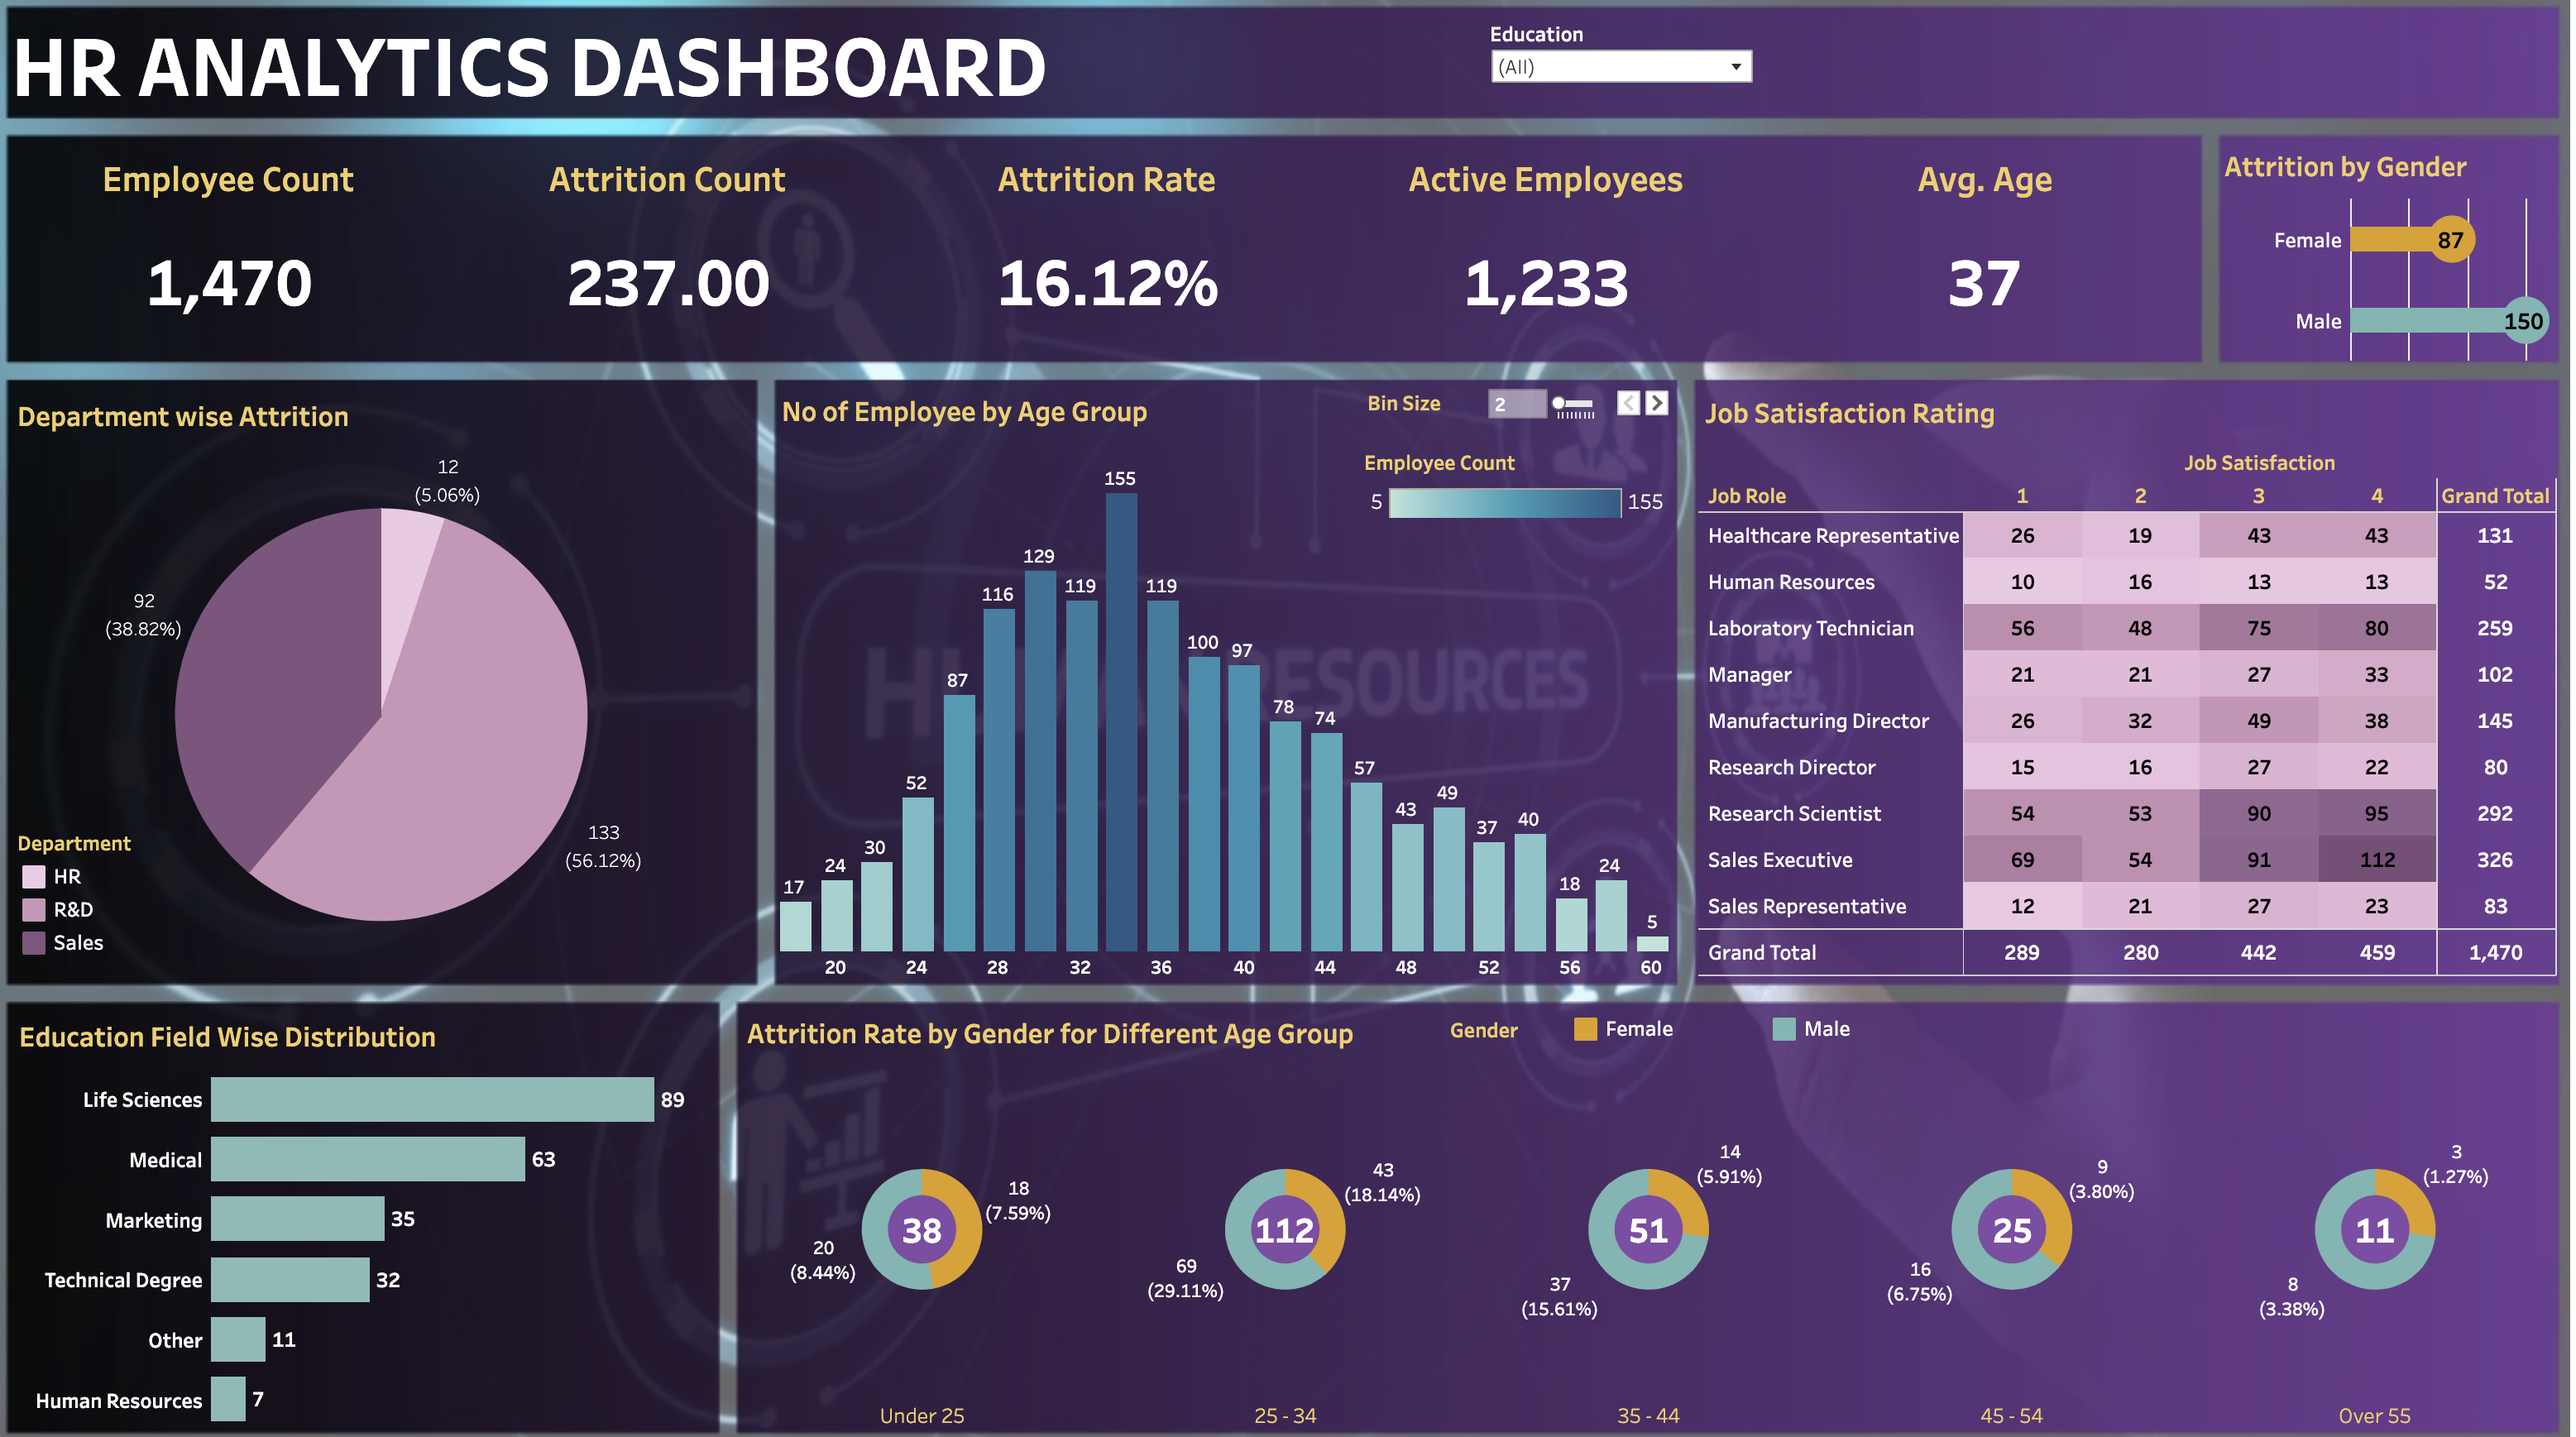 HR ANALYTICS DASHBOARD
Education
(All)
Employee Count
Attrition Count
Attrition Rate
Active Employees
Avg. Age
1,470
237.00
16.12%
1,233
37
Attrition by Gender
Female 87
Male 150
Department wise Attrition
12
(5.06%)
92
(38.82%)
133
(56.12%)
Department
HR
R&D
Sales
No of Employee by Age Group
Bin Size 2
Employee Count
5 155
17 24 30 52 87 116 129 119 155 119 100 97 78 74 57 43 49 37 40 18 24 5
20 24 28 32 36 40 44 48 52 56 60
HUMAN RESOURCES
Job Satisfaction Rating
Job Satisfaction
Job Role 1 2 3 4 Grand Total
Healthcare Representative 26 19 43 43 131
Human Resources 10 16 13 13 52
Laboratory Technician 56 48 75 80 259
Manager 21 21 27 33 102
Manufacturing Director 26 32 49 38 145
Research Director 15 16 27 22 80
Research Scientist 54 53 90 95 292
Sales Executive 69 54 91 112 326
Sales Representative 12 21 27 23 83
Grand Total 289 280 442 459 1,470
Education Field Wise Distribution
Life Sciences 89
Medical 63
Marketing 35
Technical Degree 32
Other 11
Human Resources 7
Attrition Rate by Gender for Different Age Group
Gender Female Male
38
18
(7.59%)
20
(8.44%)
Under 25
112
43
(18.14%)
69
(29.11%)
25 - 34
51
14
(5.91%)
37
(15.61%)
35 - 44
25
9
(3.80%)
16
(6.75%)
45 - 54
11
3
(1.27%)
8
(3.38%)
Over 55